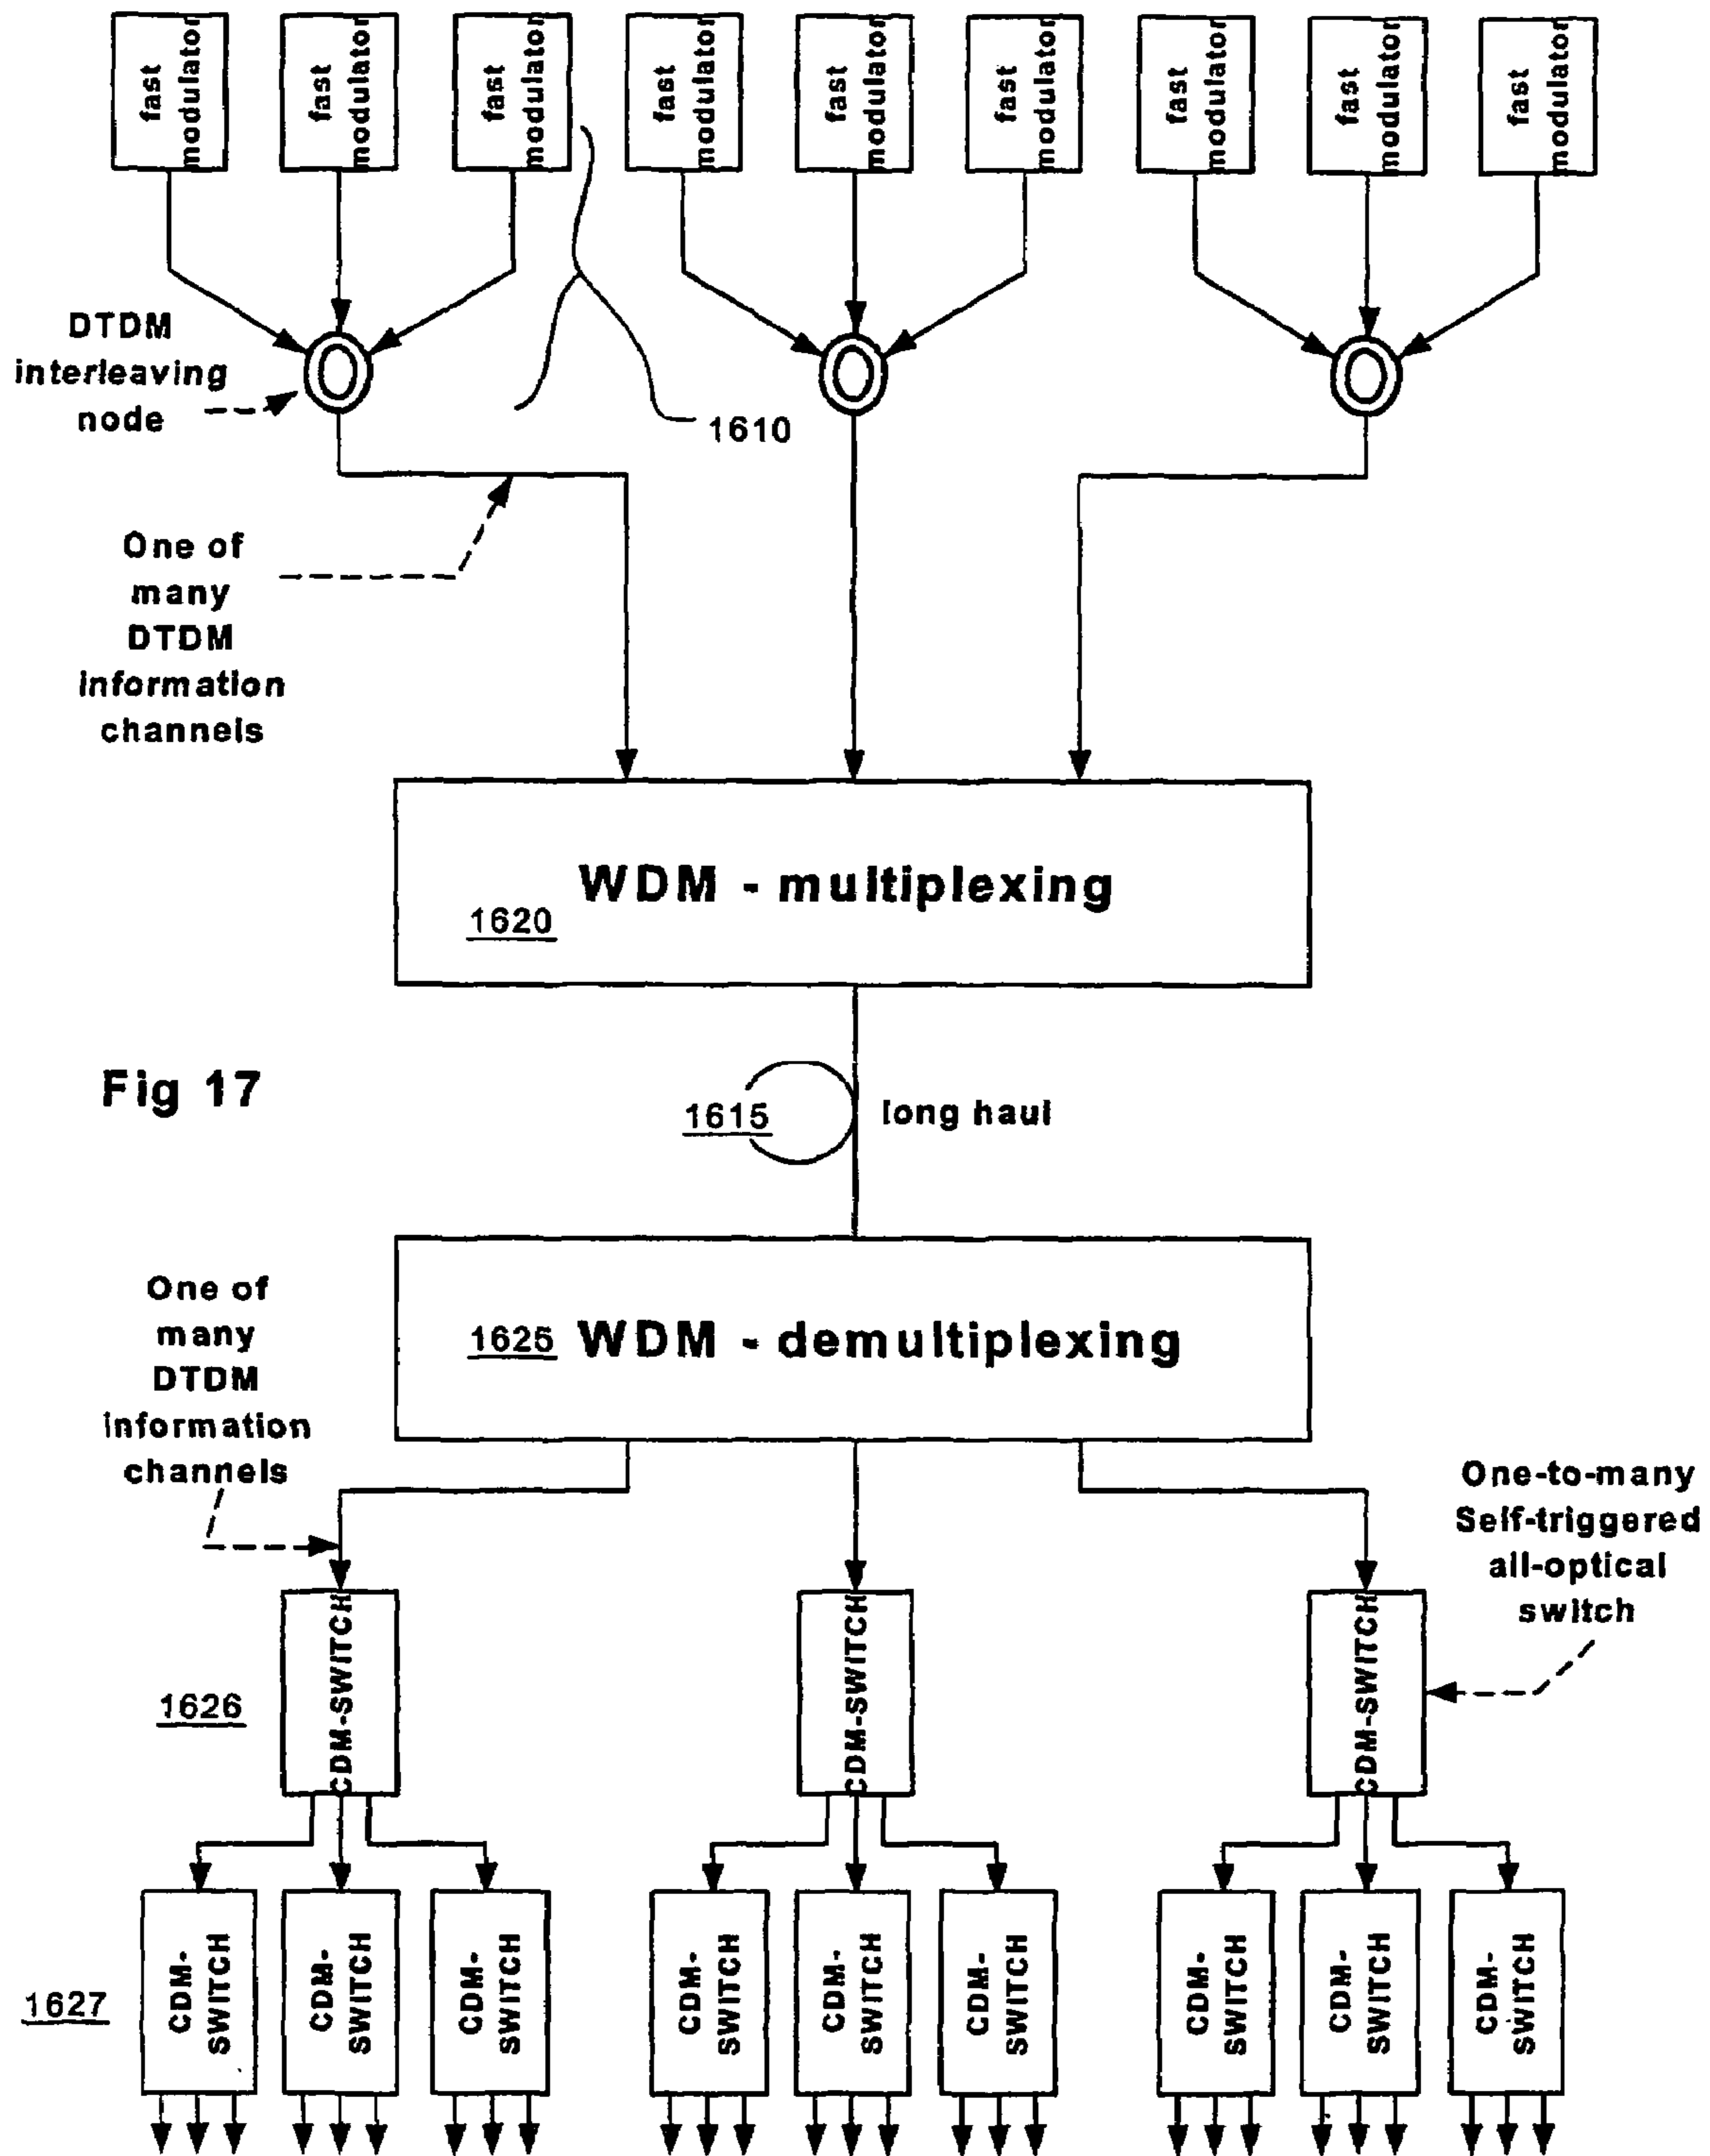 fast
modulator
fast
modulator
fast
modulator
fast
modulator
fast
modulator
fast
modulator
fast
modulator
fast
modulator
fast
modulator
DTDM
interleaving
node
1610
One of
many
DTDM
information
channels
WDM - multiplexing
1620
Fig 17
1615
long haul
1625 WDM - demultiplexing
One of
many
DTDM
information
channels
One-to-many
Self-triggered
all-optical
switch
1626
CDM-SWITCH
CDM-SWITCH
CDM-SWITCH
1627
CDM-
SWITCH
CDM-
SWITCH
CDM-
SWITCH
CDM-
SWITCH
CDM-
SWITCH
CDM-
SWITCH
CDM-
SWITCH
CDM-
SWITCH
CDM-
SWITCH